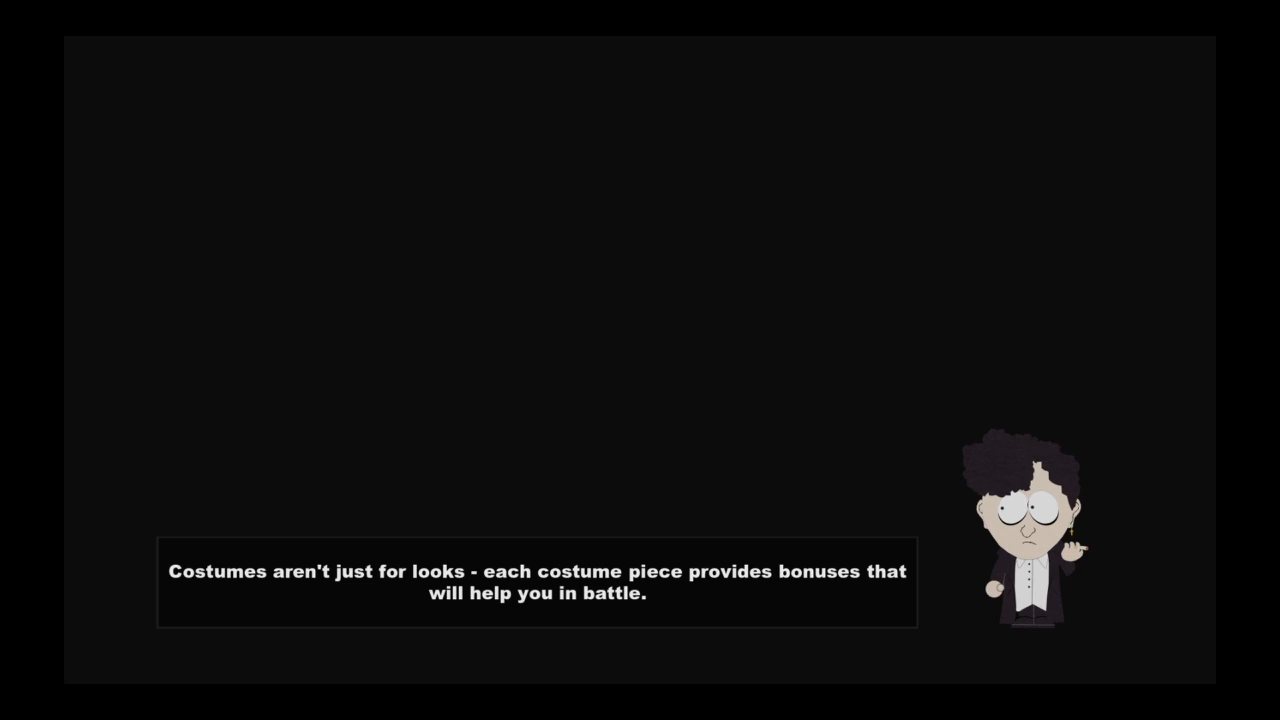 Costumes aren't just for looks - each costume piece provides bonuses that
will help you in battle.